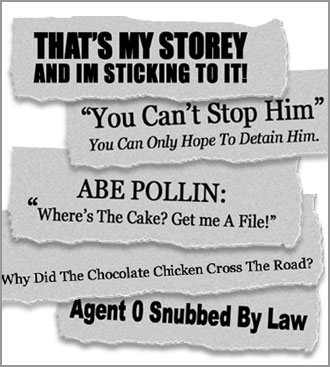 THAT'S MY STOREY
AND IM STICKING TO IT!
"You Can't Stop Him"
You Can Only Hope To Detain Him.
ABE POLLIN:
"Where's The Cake? Get me A File!"
Why Did The Chocolate Chicken Cross The Road?
Agent 0 Snubbed By Law